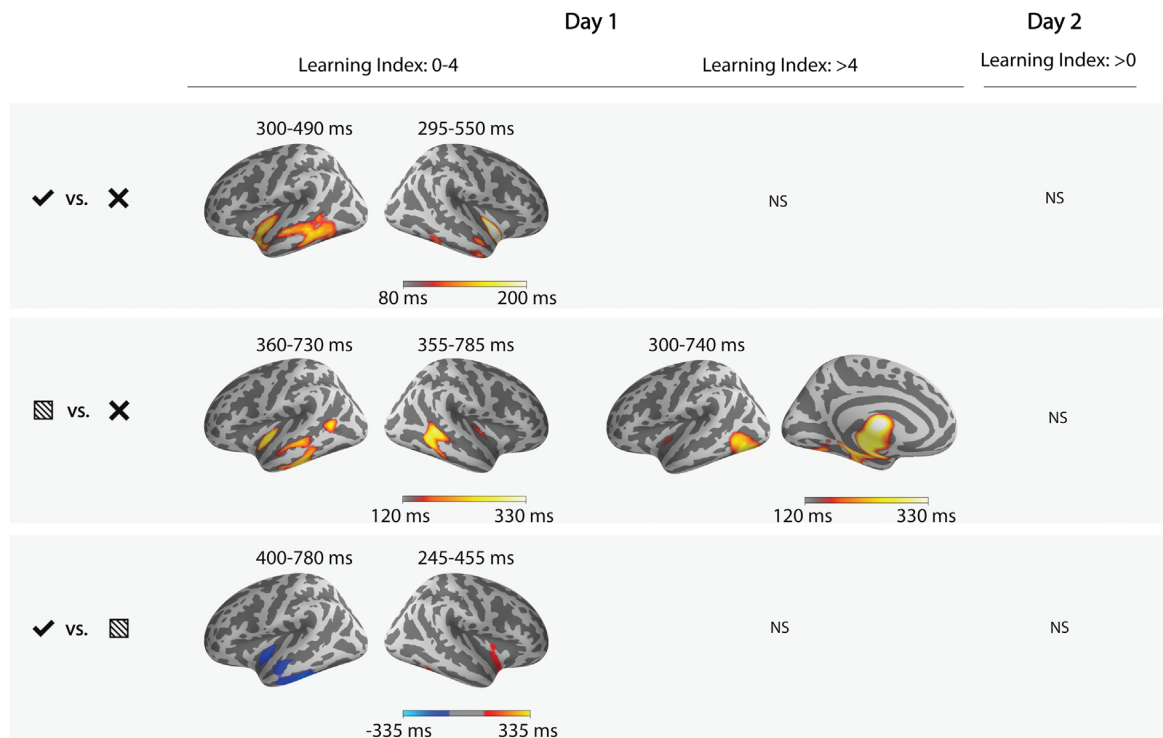 Day 1
Day 2
Learning Index: 0-4
Learning Index: >4
Learning Index: >0
300-490 ms
295-550 ms
vs.
NS
NS
80 ms
200 ms
360-730 ms
355-785 ms
300-740 ms
vs.
NS
120 ms
330 ms
120 ms
330 ms
400-780 ms
245-455 ms
vs.
NS
NS
-335 ms
335 ms